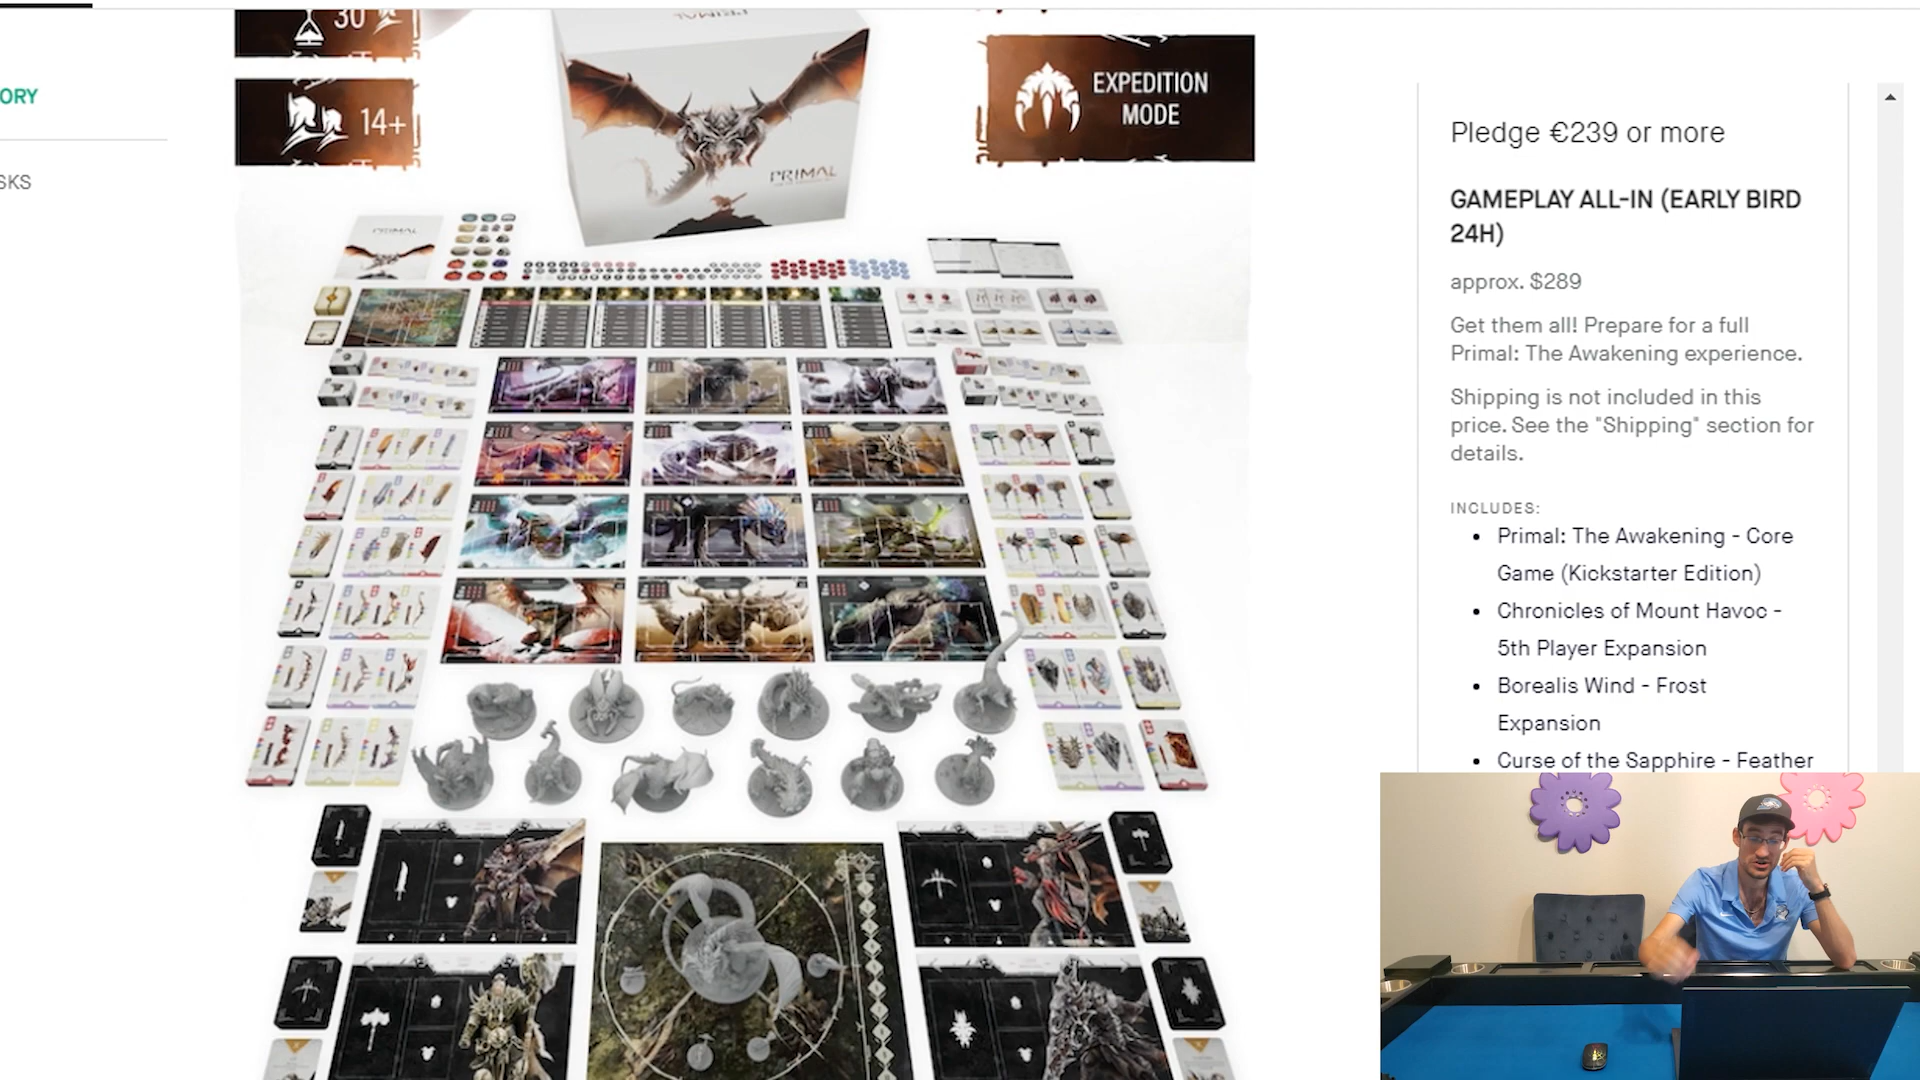 30
14+
PRIMAL
PRIMAL
PRIMAL
EXPEDITION
MODE
ORY
SKS
Pledge €239 or more
GAMEPLAY ALL-IN (EARLY BIRD
24H)
approx. $289
Get them all! Prepare for a full
Primal: The Awakening experience.
Shipping is not included in this
price. See the "Shipping" section for
details.
INCLUDES:
• Primal: The Awakening - Core
Game (Kickstarter Edition)
• Chronicles of Mount Havoc -
5th Player Expansion
• Borealis Wind - Frost
Expansion
• Curse of the Sapphire - Feather